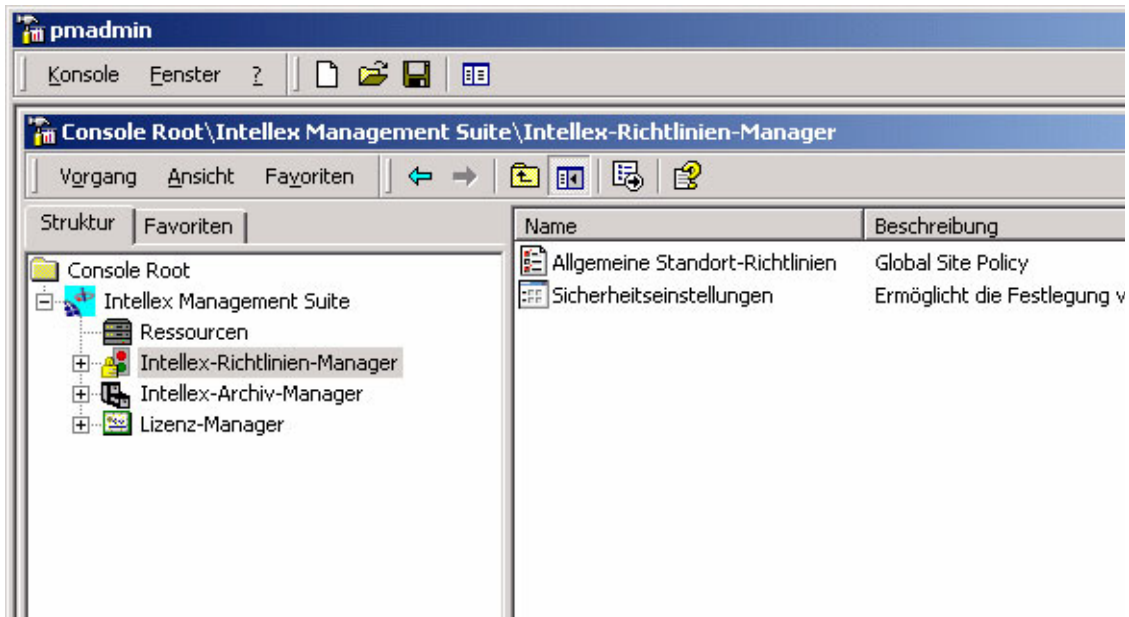 pmadmin
Konsole Fenster ?
Console Root\Intellex Management Suite\Intellex-Richtlinien-Manager
Vorgang Ansicht Favoriten
Struktur Favoriten
Console Root
Intellex Management Suite
Ressourcen
Intellex-Richtlinien-Manager
Intellex-Archiv-Manager
Lizenz-Manager
Name Beschreibung
Allgemeine Standort-Richtlinien Global Site Policy
Sicherheitseinstellungen Ermöglicht die Festlegung v